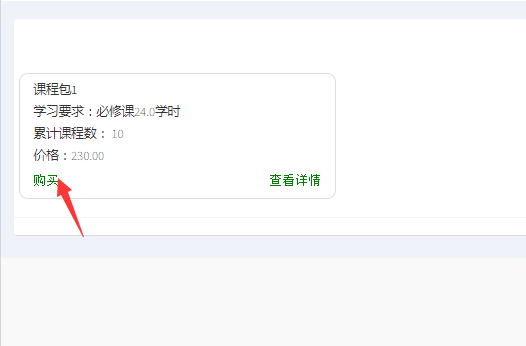 课程包1
学习要求：必修课24.0学时
累计课程数： 10
价格：230.00
购买
查看详情